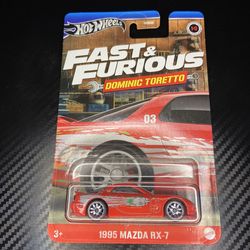 HOT WHEELS
FAST & FURIOUS
DOMINIC TORETTO
03
3+
1995 MAZDA RX-7